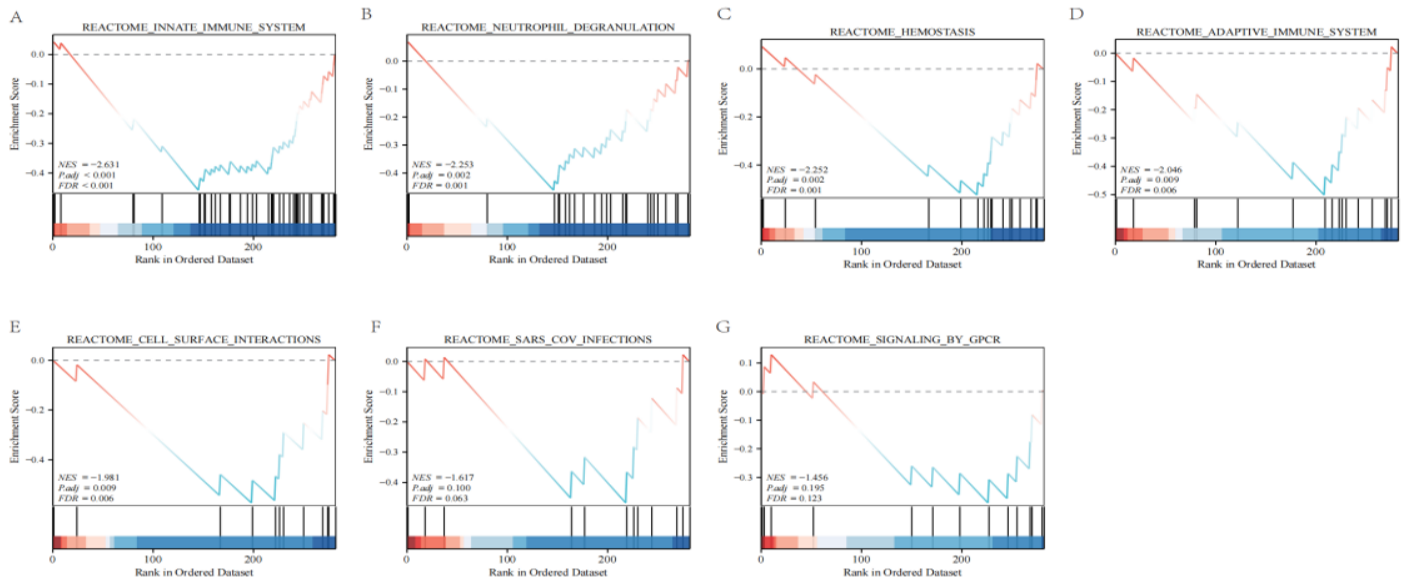 A
REACTOME_INNATE_IMMUNE_SYSTEM
Enrichment Score
0.0
−0.1
−0.2
−0.3
−0.4
NES = −2.631
P.adj < 0.001
FDR < 0.001
0 100 200
Rank in Ordered Dataset
B
REACTOME_NEUTROPHIL_DEGRANULATION
Enrichment Score
0.0
−0.1
−0.2
−0.3
−0.4
NES = −2.253
P.adj = 0.002
FDR = 0.001
0 100 200
Rank in Ordered Dataset
C
REACTOME_HEMOSTASIS
Enrichment Score
0.0
−0.2
−0.4
NES = −2.252
P.adj = 0.002
FDR = 0.001
0 100 200
Rank in Ordered Dataset
D
REACTOME_ADAPTIVE_IMMUNE_SYSTEM
Enrichment Score
0.0
−0.1
−0.2
−0.3
−0.4
−0.5
NES = −2.046
P.adj = 0.009
FDR = 0.006
0 100 200
Rank in Ordered Dataset
E
REACTOME_CELL_SURFACE_INTERACTIONS
Enrichment Score
0.0
−0.2
−0.4
NES = −1.981
P.adj = 0.009
FDR = 0.006
0 100 200
Rank in Ordered Dataset
F
REACTOME_SARS_COV_INFECTIONS
Enrichment Score
0.0
−0.1
−0.2
−0.3
−0.4
NES = −1.617
P.adj = 0.100
FDR = 0.063
0 100 200
Rank in Ordered Dataset
G
REACTOME_SIGNALING_BY_GPCR
Enrichment Score
0.1
0.0
−0.1
−0.2
−0.3
NES = −1.456
P.adj = 0.195
FDR = 0.123
0 100 200
Rank in Ordered Dataset